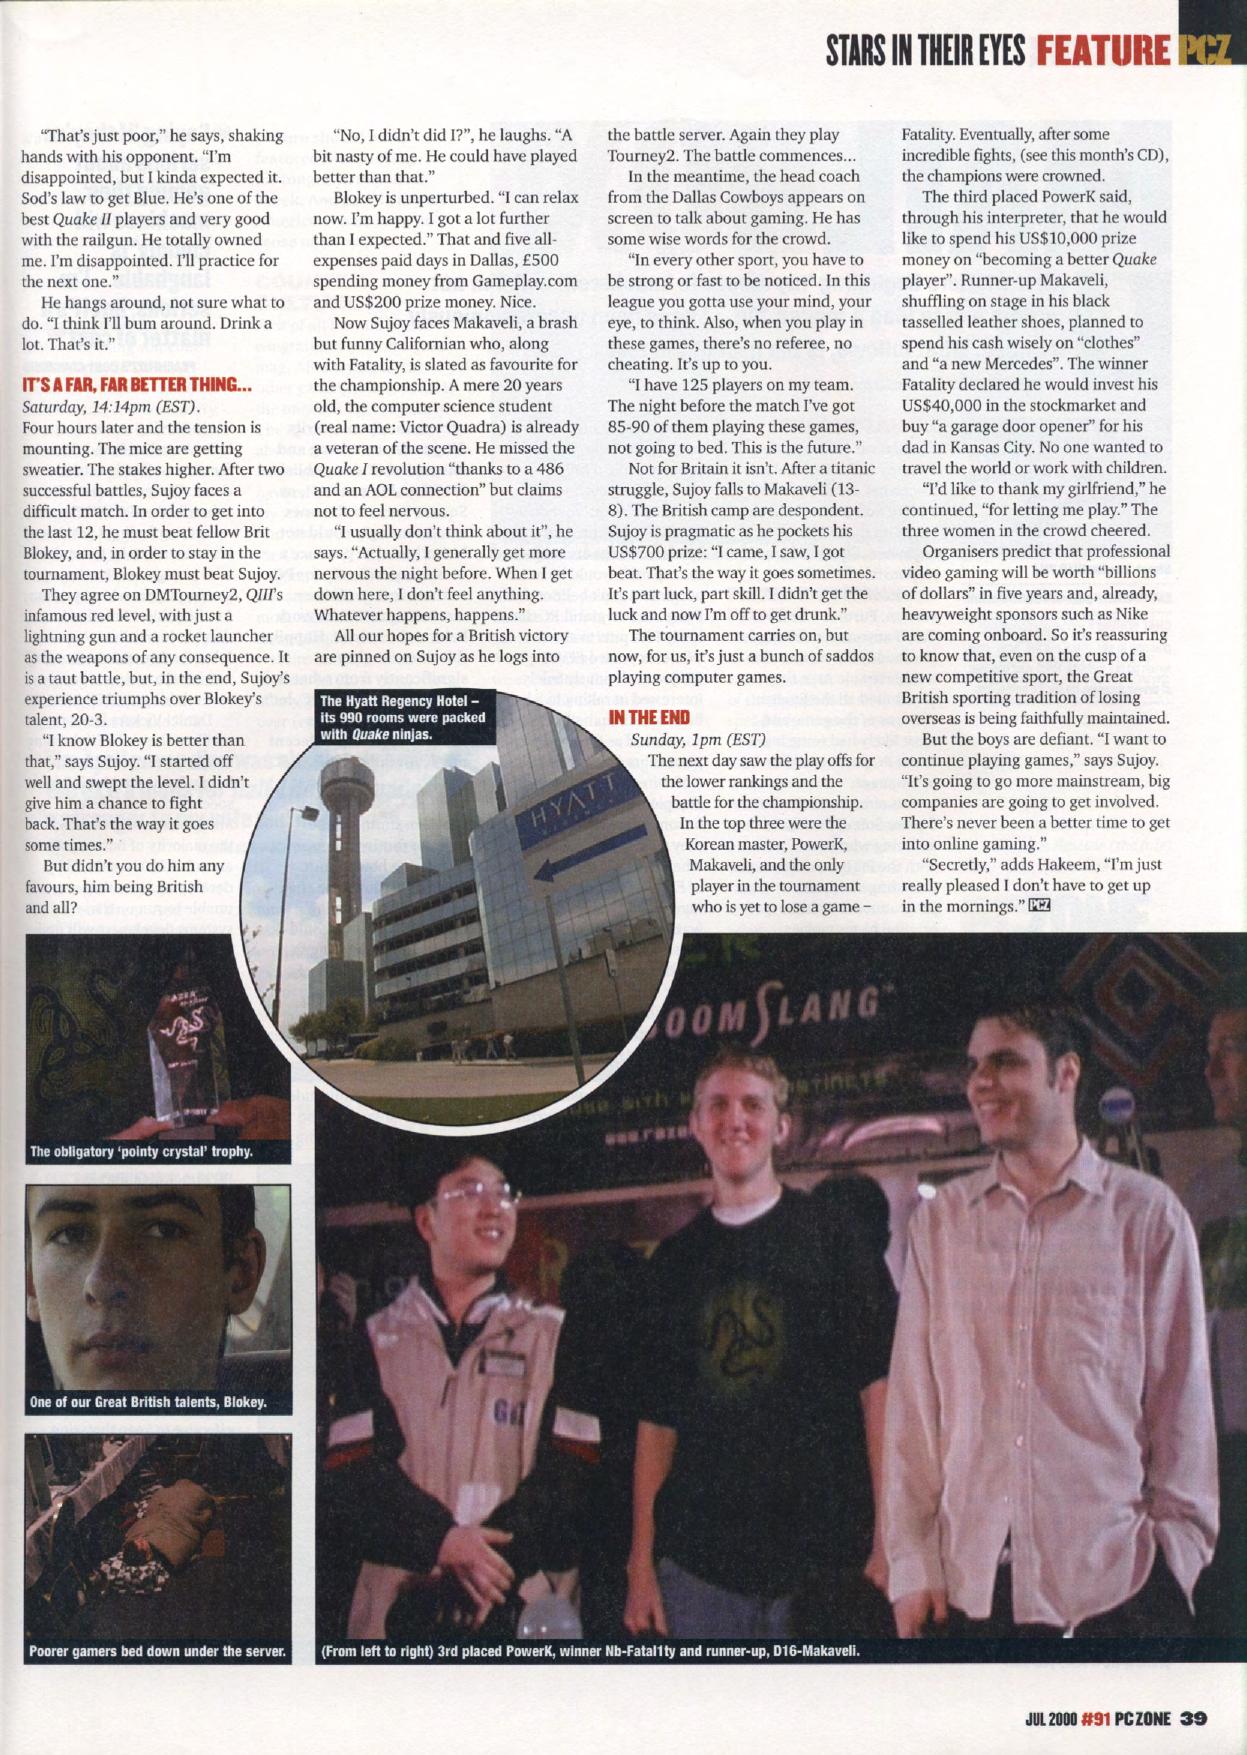 STARS IN THEIR EYES FEATURE PCZ
“That’s just poor,” he says, shaking
hands with his opponent. “I’m
disappointed, but I kinda expected it.
Sod’s law to get Blue. He’s one of the
best Quake II players and very good
with the railgun. He totally owned
me. I’m disappointed. I’ll practice for
the next one.”
He hangs around, not sure what to
do. “I think I’ll bum around. Drink a
lot. That’s it.”
IT’S A FAR, FAR BETTER THING...
Saturday, 14:14pm (EST).
Four hours later and the tension is
mounting. The mice are getting
sweatier. The stakes higher. After two
successful battles, Sujoy faces a
difficult match. In order to get into
the last 12, he must beat fellow Brit
Blokey, and, in order to stay in the
tournament, Blokey must beat Sujoy.
They agree on DMTourney2, QIII’s
infamous red level, with just a
lightning gun and a rocket launcher
as the weapons of any consequence. It
is a taut battle, but, in the end, Sujoy’s
experience triumphs over Blokey’s
talent, 20-3.
“I know Blokey is better than
that,” says Sujoy. “I started off
well and swept the level. I didn’t
give him a chance to fight
back. That’s the way it goes
some times.”
But didn’t you do him any
favours, him being British
and all?
“No, I didn’t did I?”, he laughs. “A
bit nasty of me. He could have played
better than that.”
Blokey is unperturbed. “I can relax
now. I’m happy. I got a lot further
than I expected.” That and five all-
expenses paid days in Dallas, £500
spending money from Gameplay.com
and US$200 prize money. Nice.
Now Sujoy faces Makaveli, a brash
but funny Californian who, along
with Fatality, is slated as favourite for
the championship. A mere 20 years
old, the computer science student
(real name: Victor Quadra) is already
a veteran of the scene. He missed the
Quake I revolution “thanks to a 486
and an AOL connection” but claims
not to feel nervous.
“I usually don’t think about it”, he
says. “Actually, I generally get more
nervous the night before. When I get
down here, I don’t feel anything.
Whatever happens, happens.”
All our hopes for a British victory
are pinned on Sujoy as he logs into
the battle server. Again they play
Tourney2. The battle commences...
In the meantime, the head coach
from the Dallas Cowboys appears on
screen to talk about gaming. He has
some wise words for the crowd.
“In every other sport, you have to
be strong or fast to be noticed. In this
league you gotta use your mind, your
eye, to think. Also, when you play in
these games, there’s no referee, no
cheating. It’s up to you.
“I have 125 players on my team.
The night before the match I’ve got
85-90 of them playing these games,
not going to bed. This is the future.”
Not for Britain it isn’t. After a titanic
struggle, Sujoy falls to Makaveli (13-
8). The British camp are despondent.
Sujoy is pragmatic as he pockets his
US$700 prize: “I came, I saw, I got
beat. That’s the way it goes sometimes.
It’s part luck, part skill. I didn’t get the
luck and now I’m off to get drunk.”
The tournament carries on, but
now, for us, it’s just a bunch of saddos
playing computer games.
IN THE END
Sunday, 1pm (EST)
The next day saw the play offs for
the lower rankings and the
battle for the championship.
In the top three were the
Korean master, PowerK,
Makaveli, and the only
player in the tournament
who is yet to lose a game –
Fatality. Eventually, after some
incredible fights, (see this month’s CD),
the champions were crowned.
The third placed PowerK said,
through his interpreter, that he would
like to spend his US$10,000 prize
money on “becoming a better Quake
player”. Runner-up Makaveli,
shuffling on stage in his black
tasselled leather shoes, planned to
spend his cash wisely on “clothes”
and “a new Mercedes”. The winner
Fatality declared he would invest his
US$40,000 in the stockmarket and
buy “a garage door opener” for his
dad in Kansas City. No one wanted to
travel the world or work with children.
“I’d like to thank my girlfriend,” he
continued, “for letting me play.” The
three women in the crowd cheered.
Organisers predict that professional
video gaming will be worth “billions
of dollars” in five years and, already,
heavyweight sponsors such as Nike
are coming onboard. So it’s reassuring
to know that, even on the cusp of a
new competitive sport, the Great
British sporting tradition of losing
overseas is being faithfully maintained.
But the boys are defiant. “I want to
continue playing games,” says Sujoy.
“It’s going to go more mainstream, big
companies are going to get involved.
There’s never been a better time to get
into online gaming.”
“Secretly,” adds Hakeem, “I’m just
really pleased I don’t have to get up
in the mornings.” PCZ
The Hyatt Regency Hotel –
its 990 rooms were packed
with Quake ninjas.
HYATT
The obligatory ‘pointy crystal’ trophy.
One of our Great British talents, Blokey.
Poorer gamers bed down under the server.
OOMSLANG
(From left to right) 3rd placed PowerK, winner Nb-Fatal1ty and runner-up, D16-Makaveli.
JUL 2000 #91 PC ZONE 39